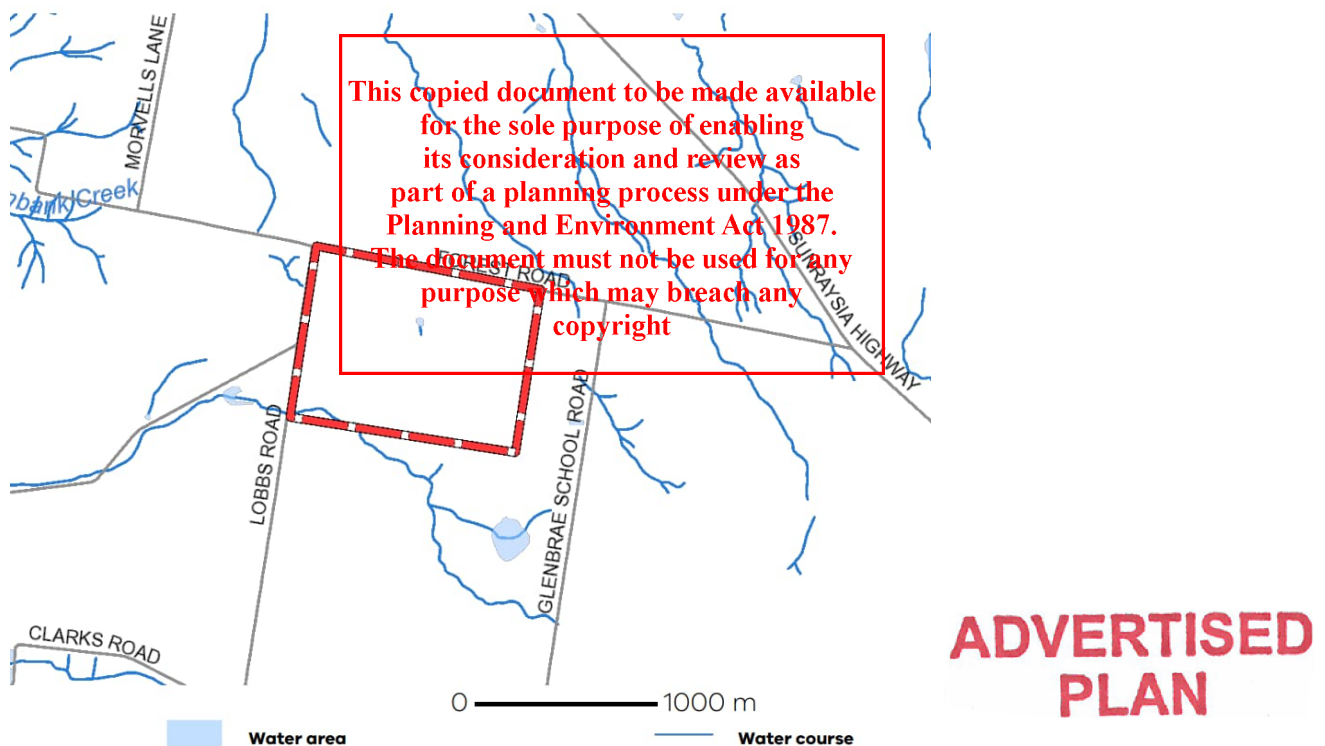 MORVELLS LANE
This copied document to be made available
for the sole purpose of enabling
its consideration and review as
part of a planning process under the
Planning and Environment Act 1987.
The document must not be used for any
purpose which may breach any
copyright
Creek
FOREST ROAD
SUNRAYSIA HIGHWAY
LOBBS ROAD
GLENBRAE SCHOOL ROAD
CLARKS ROAD
ADVERTISED
PLAN
0 1000 m
Water area
Water course